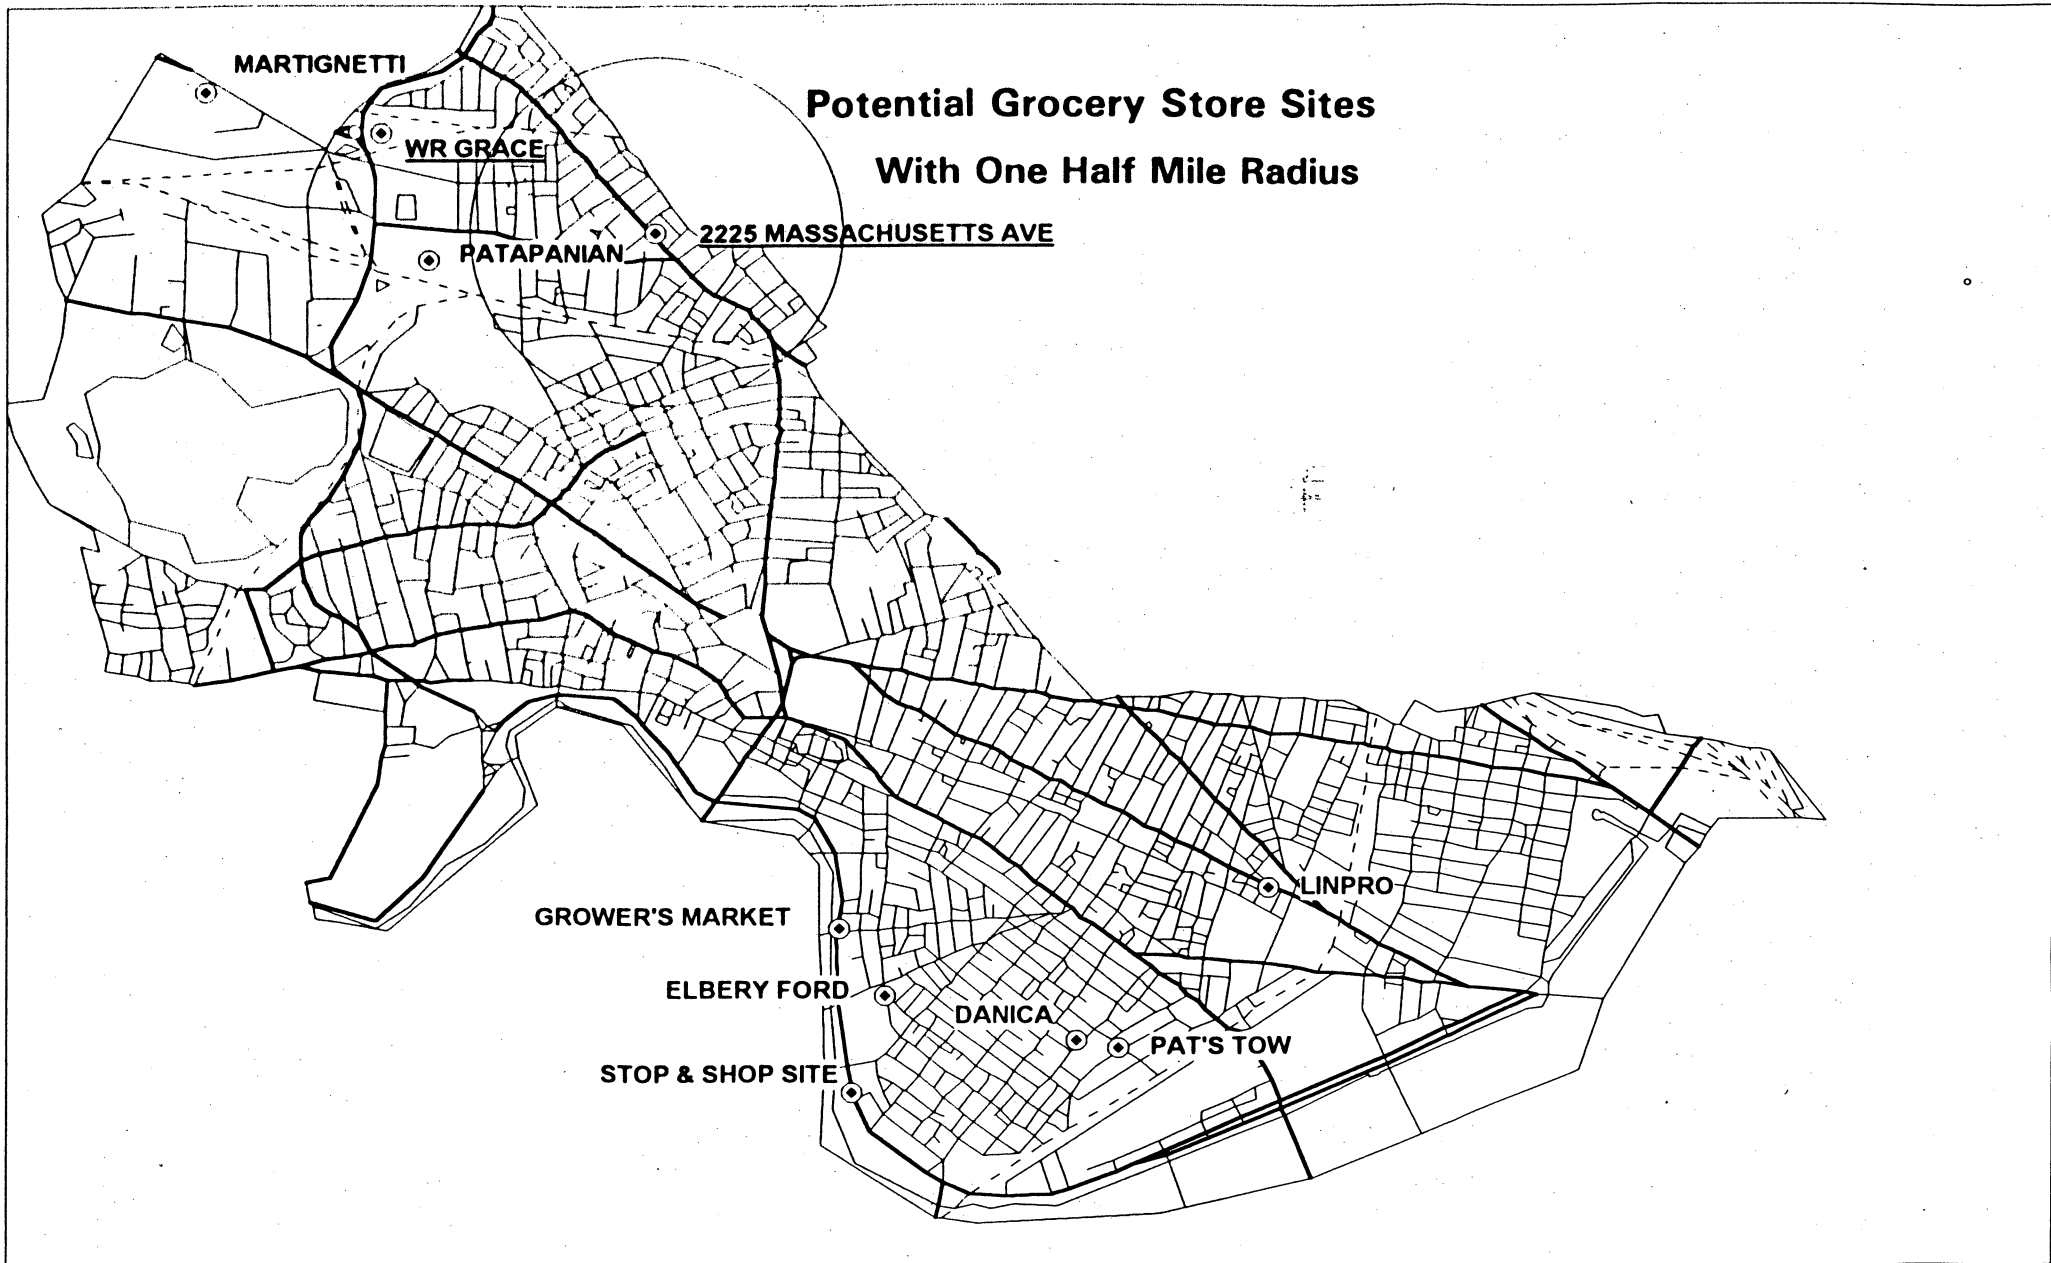 MARTIGNETTI
Potential Grocery Store Sites
With One Half Mile Radius
WR GRACE
2225 MASSACHUSETTS AVE
PATAPANIAN
LINPRO
GROWER'S MARKET
ELBERY FORD
DANICA
PAT'S TOW
STOP & SHOP SITE